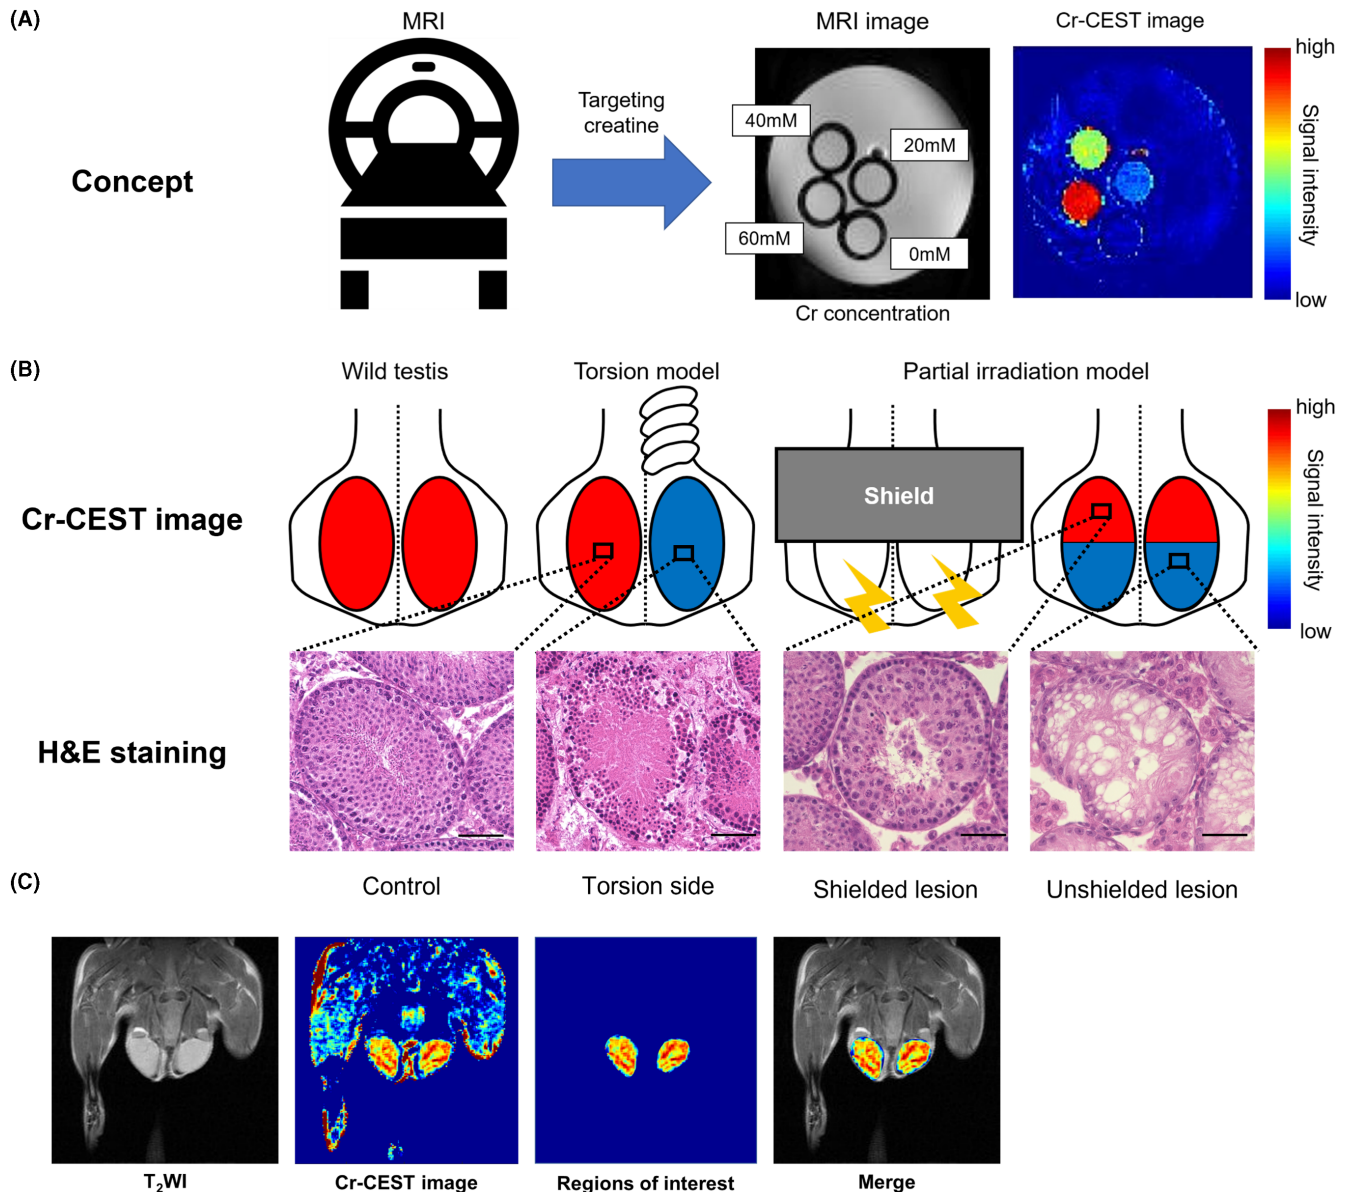 (A)
MRI
MRI image
Cr-CEST image
Concept
Targeting
creatine
40mM
20mM
60mM
0mM
Cr concentration
high
Signal intensity
low
(B)
Wild testis
Torsion model
Partial irradiation model
Cr-CEST image
Shield
high
Signal intensity
low
H&E staining
Control
Torsion side
Shielded lesion
Unshielded lesion
(C)
T2WI
Cr-CEST image
Regions of interest
Merge